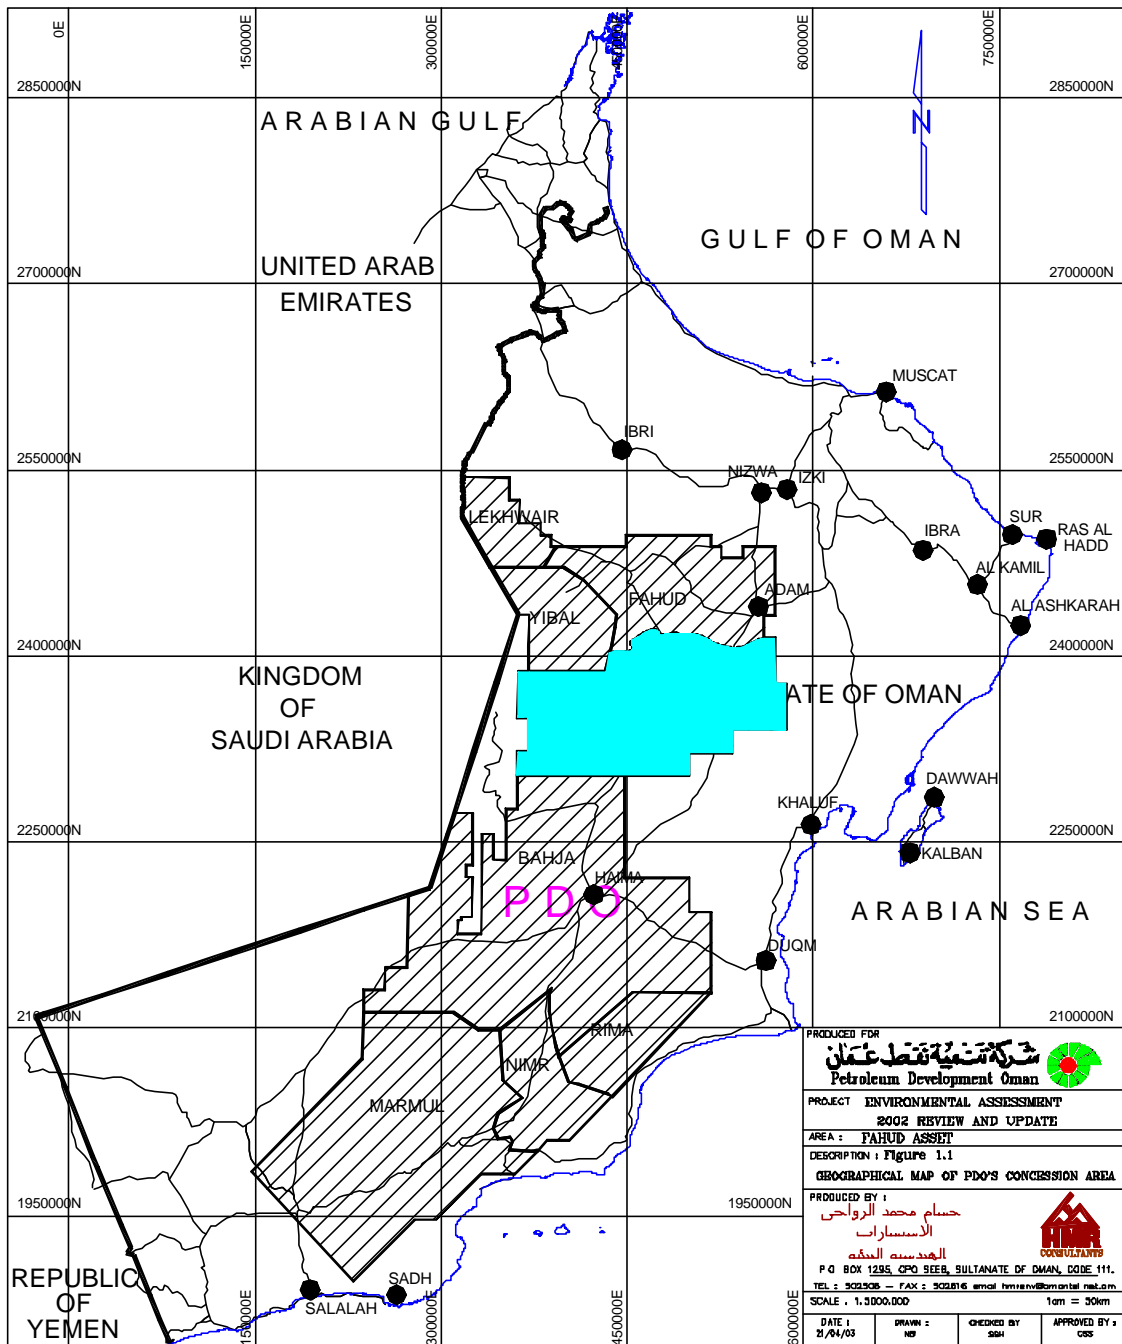 0E
150000E
300000E
450000E
600000E
750000E
2850000N
2850000N
ARABIAN GULF
N
GULF OF OMAN
2700000N
2700000N
UNITED ARAB
EMIRATES
MUSCAT
IBRI
2550000N
2550000N
NIZWA
IZKI
LEKHWAIR
SUR
IBRA
RAS AL
HADD
AL KAMIL
ADAM
FAHUD
YIBAL
AL ASHKARAH
2400000N
2400000N
KINGDOM
OF
SAUDI ARABIA
ATE OF OMAN
DAWWAH
KHALUF
2250000N
2250000N
BAHJA
KALBAN
HAIMA
PDO
ARABIAN SEA
DUQM
2100000N
2100000N
RIMA
NIMR
MARMUL
1950000N
1950000N
REPUBLIC
OF
YEMEN
SALALAH
SADH
300000E
450000E
600000E
150000E
PRODUCED FOR
شركة تنمية نفط عمان
Petroleum Development Oman
PROJECT ENVIRONMENTAL ASSESSMENT
2002 REVIEW AND UPDATE
AREA : FAHUD ASSET
DESCRIPTION : Figure 1.1
GEOGRAPHICAL MAP OF PDO'S CONCESSION AREA
PRODUCED BY :
حسام محمد الرواحي
HMR
CONSULTANTS
P O BOX 1295, CPO SEEB, SULTANATE OF OMAN, CODE 111.
SCALE : 1:3000,000
1cm = 30km
DATE :
21/04/03
DRAWN :
CHECKED BY
APPROVED BY :